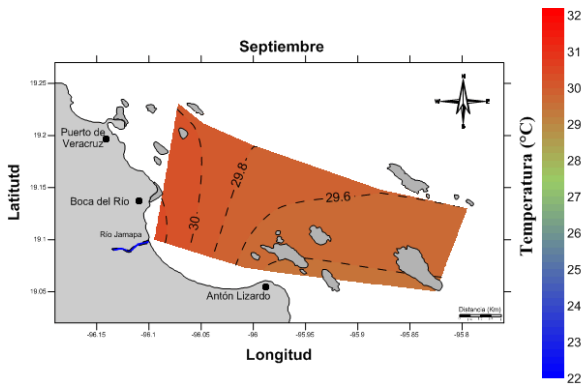 Septiembre
19.25
19.2
19.15
19.1
19.05
Latitutd
Puerto de
Veracruz
Boca del Río
Río Jamapa
Antón Lizardo
30
29.8
29.6
N
S
Distancia (Km)
-96.15
-96.1
-96.05
-96
-95.95
-95.9
-95.85
-95.8
Longitud
Temperatura (°C)
32
31
30
29
28
27
26
25
24
23
22